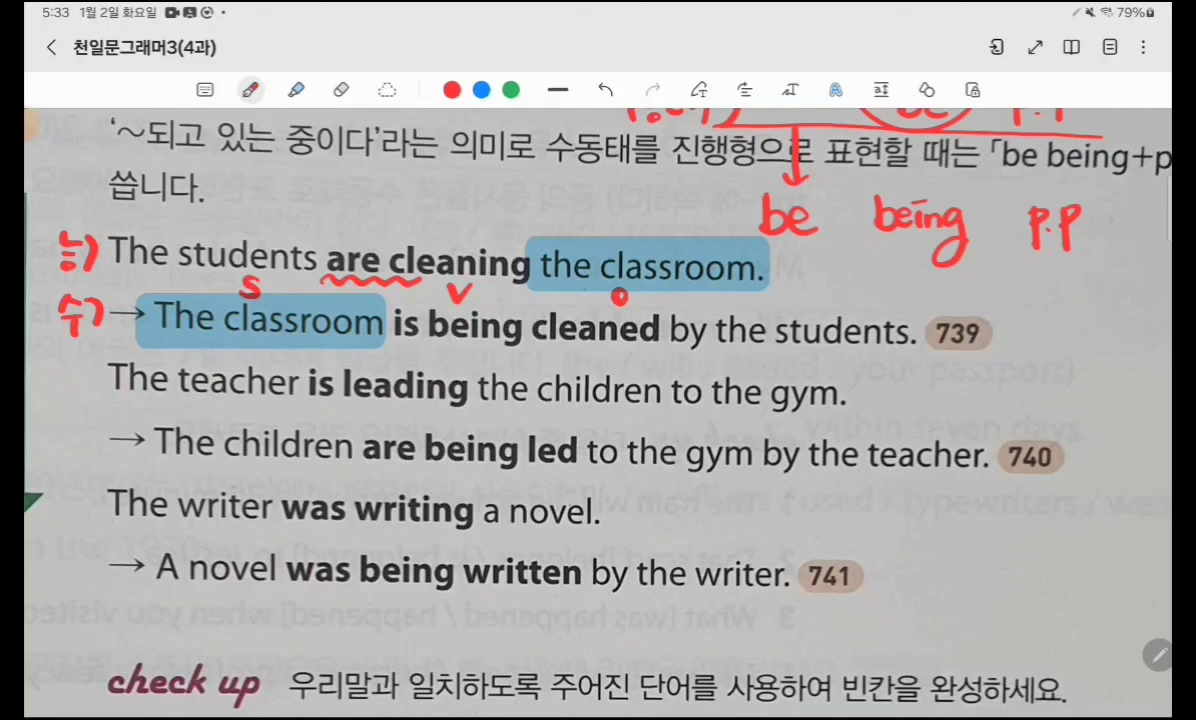 5:33 1월 2일 화요일 79%
천일문그래머3(4과)
'~되고 있는 중이다'라는 의미로 수동태를 진행형으로 표현할 때는 「be being+p
씁니다.
be being p.p
능) The students are cleaning the classroom.
S V O
수) → The classroom is being cleaned by the students. 739
The teacher is leading the children to the gym.
→ The children are being led to the gym by the teacher. 740
The writer was writing a novel.
→ A novel was being written by the writer. 741
check up 우리말과 일치하도록 주어진 단어를 사용하여 빈칸을 완성하세요.